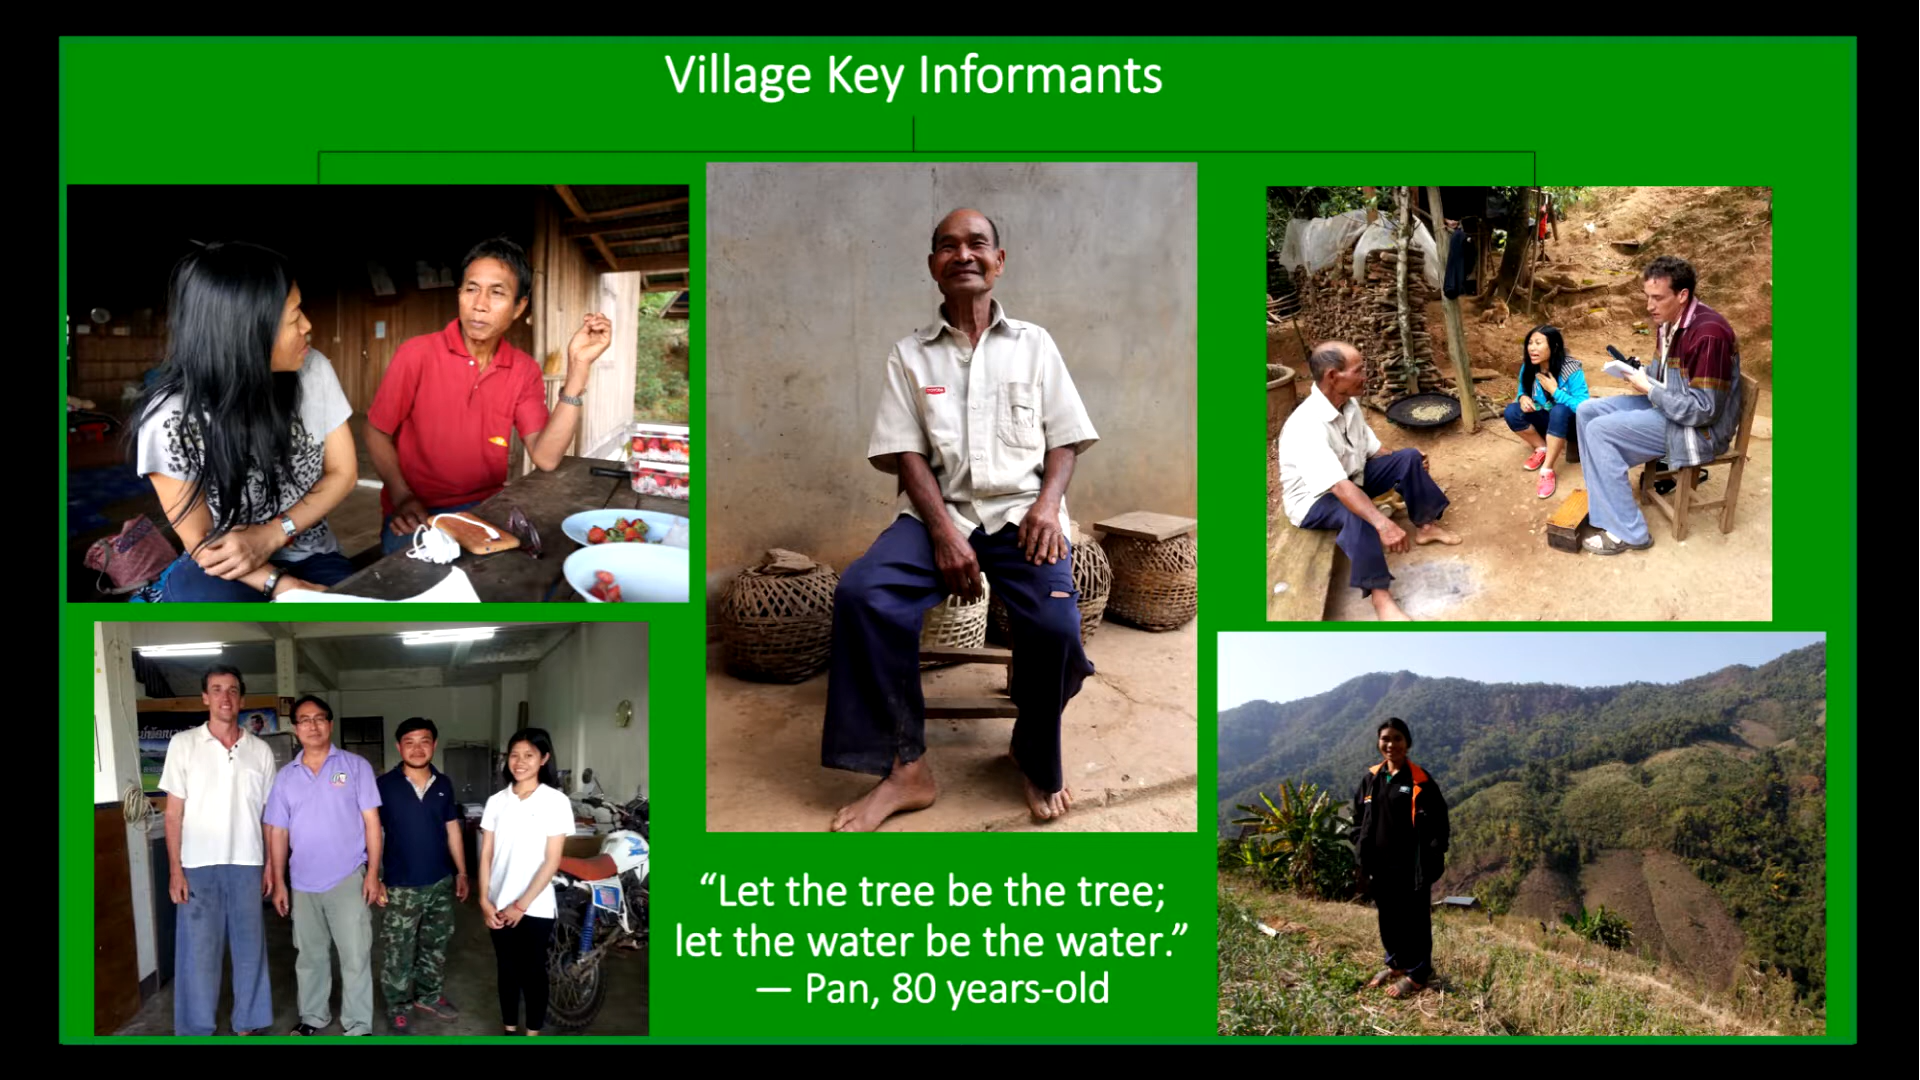 Village Key Informants
“Let the tree be the tree;
let the water be the water.”
— Pan, 80 years-old